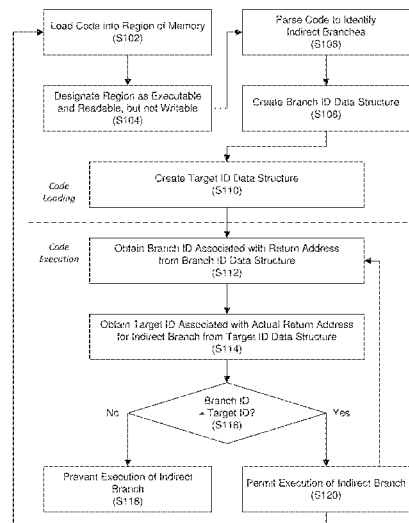 Load Code into Region of Memory
(S102)
Parse Code to Identify
Indirect Branches
(S106)
Designate Region as Executable
and Readable, but not Writable
(S104)
Create Branch ID Data Structure
(S108)
Create Target ID Data Structure
(S110)
Code
Loading
Code
Execution
Obtain Branch ID Associated with Return Address
from Branch ID Data Structure
(S112)
Obtain Target ID Associated with Actual Return Address
for Indirect Branch from Target ID Data Structure
(S114)
Branch ID
= Target ID?
(S116)
No
Yes
Prevent Execution of Indirect
Branch
(S118)
Permit Execution of Indirect Branch
(S120)